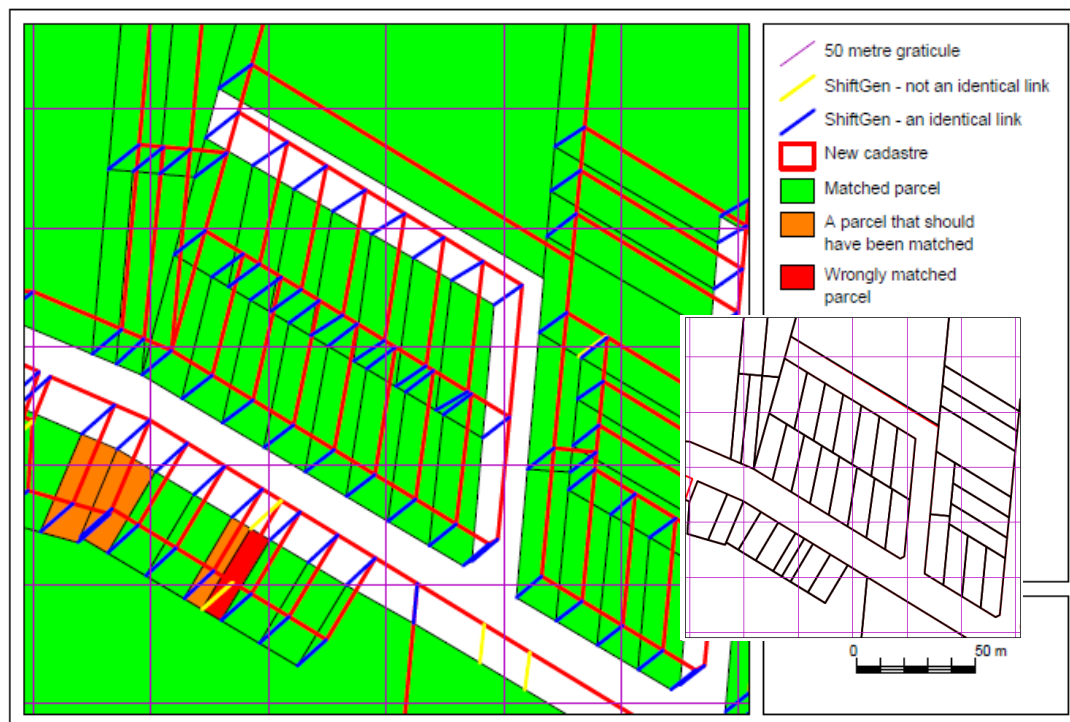 50 metre graticule
ShiftGen - not an identical link
ShiftGen - an identical link
New cadastre
Matched parcel
A parcel that should
have been matched
Wrongly matched
parcel
0
50 m